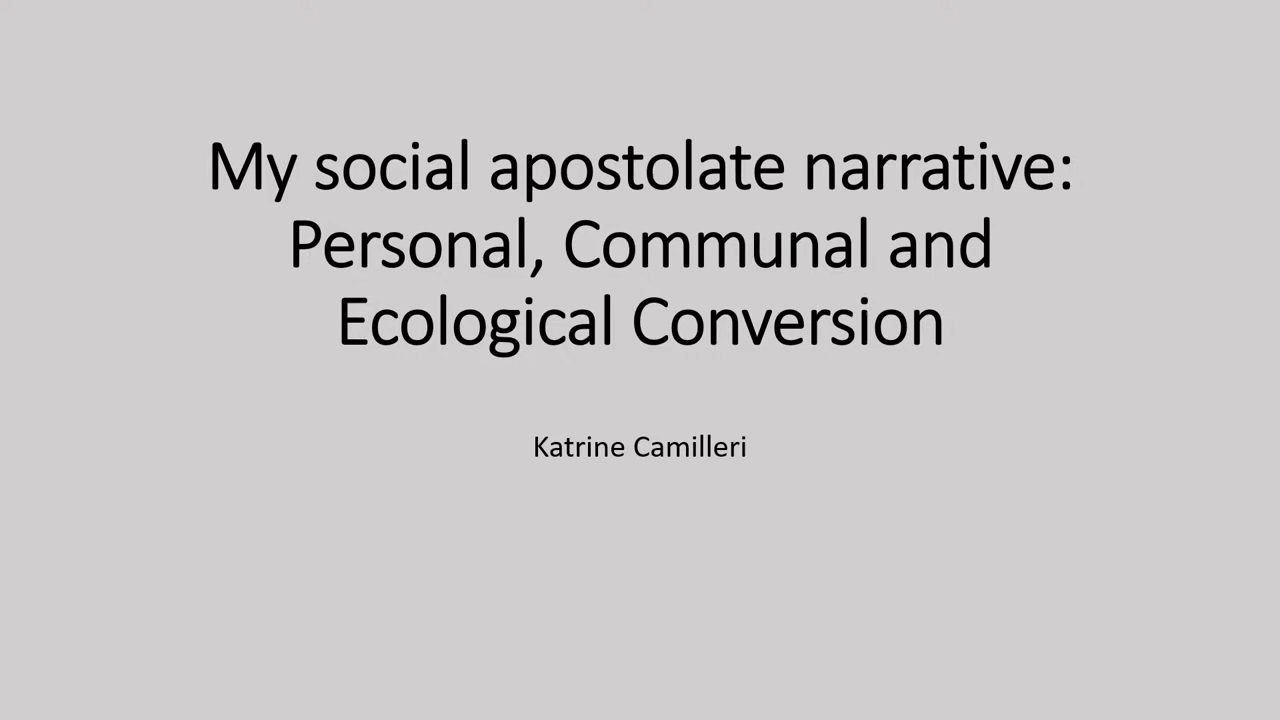 My social apostolate narrative:
Personal, Communal and
Ecological Conversion
Katrine Camilleri